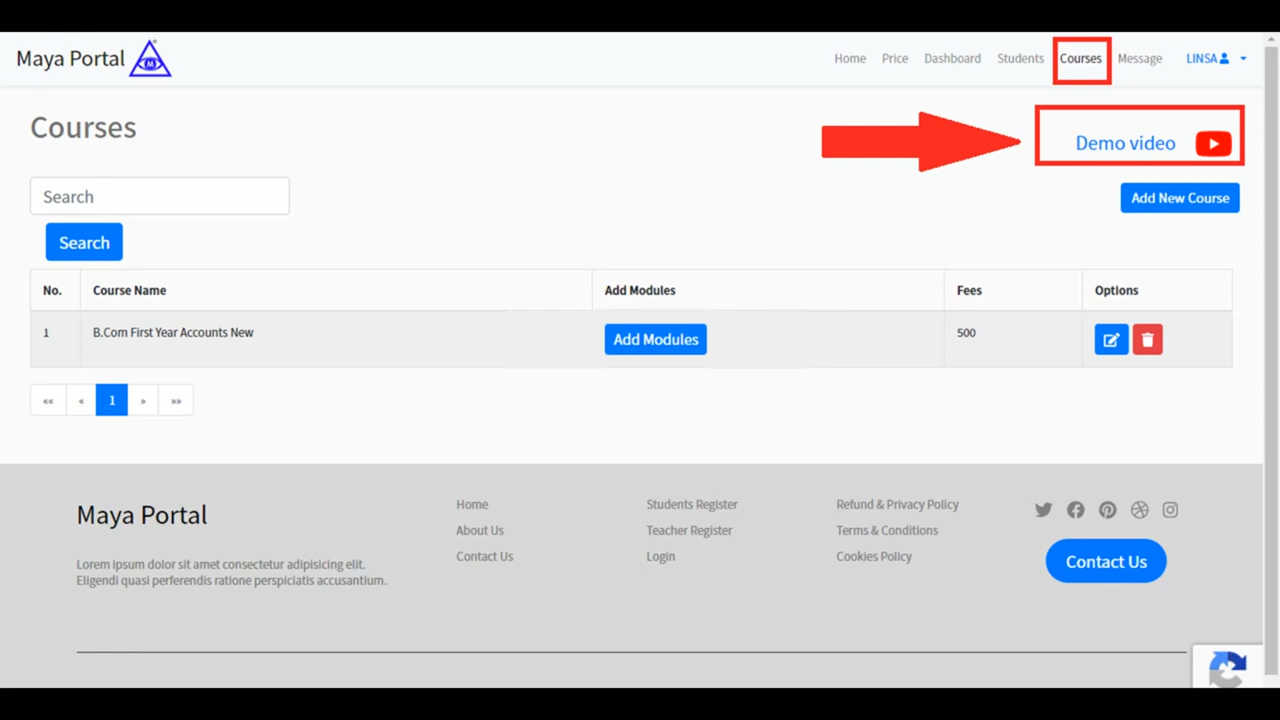 Maya Portal
Home Price Dashboard Students Courses Message LINSA
Courses
Demo video
Search
Add New Course
Search
No. Course Name Add Modules Fees Options
1 B.Com First Year Accounts New Add Modules 500
«« « 1 » »»
Maya Portal
Lorem ipsum dolor sit amet consectetur adipisicing elit.
Eligendi quasi perferendis ratione perspiciatis accusantium.
Home
About Us
Contact Us
Students Register
Teacher Register
Login
Refund & Privacy Policy
Terms & Conditions
Cookies Policy
Contact Us